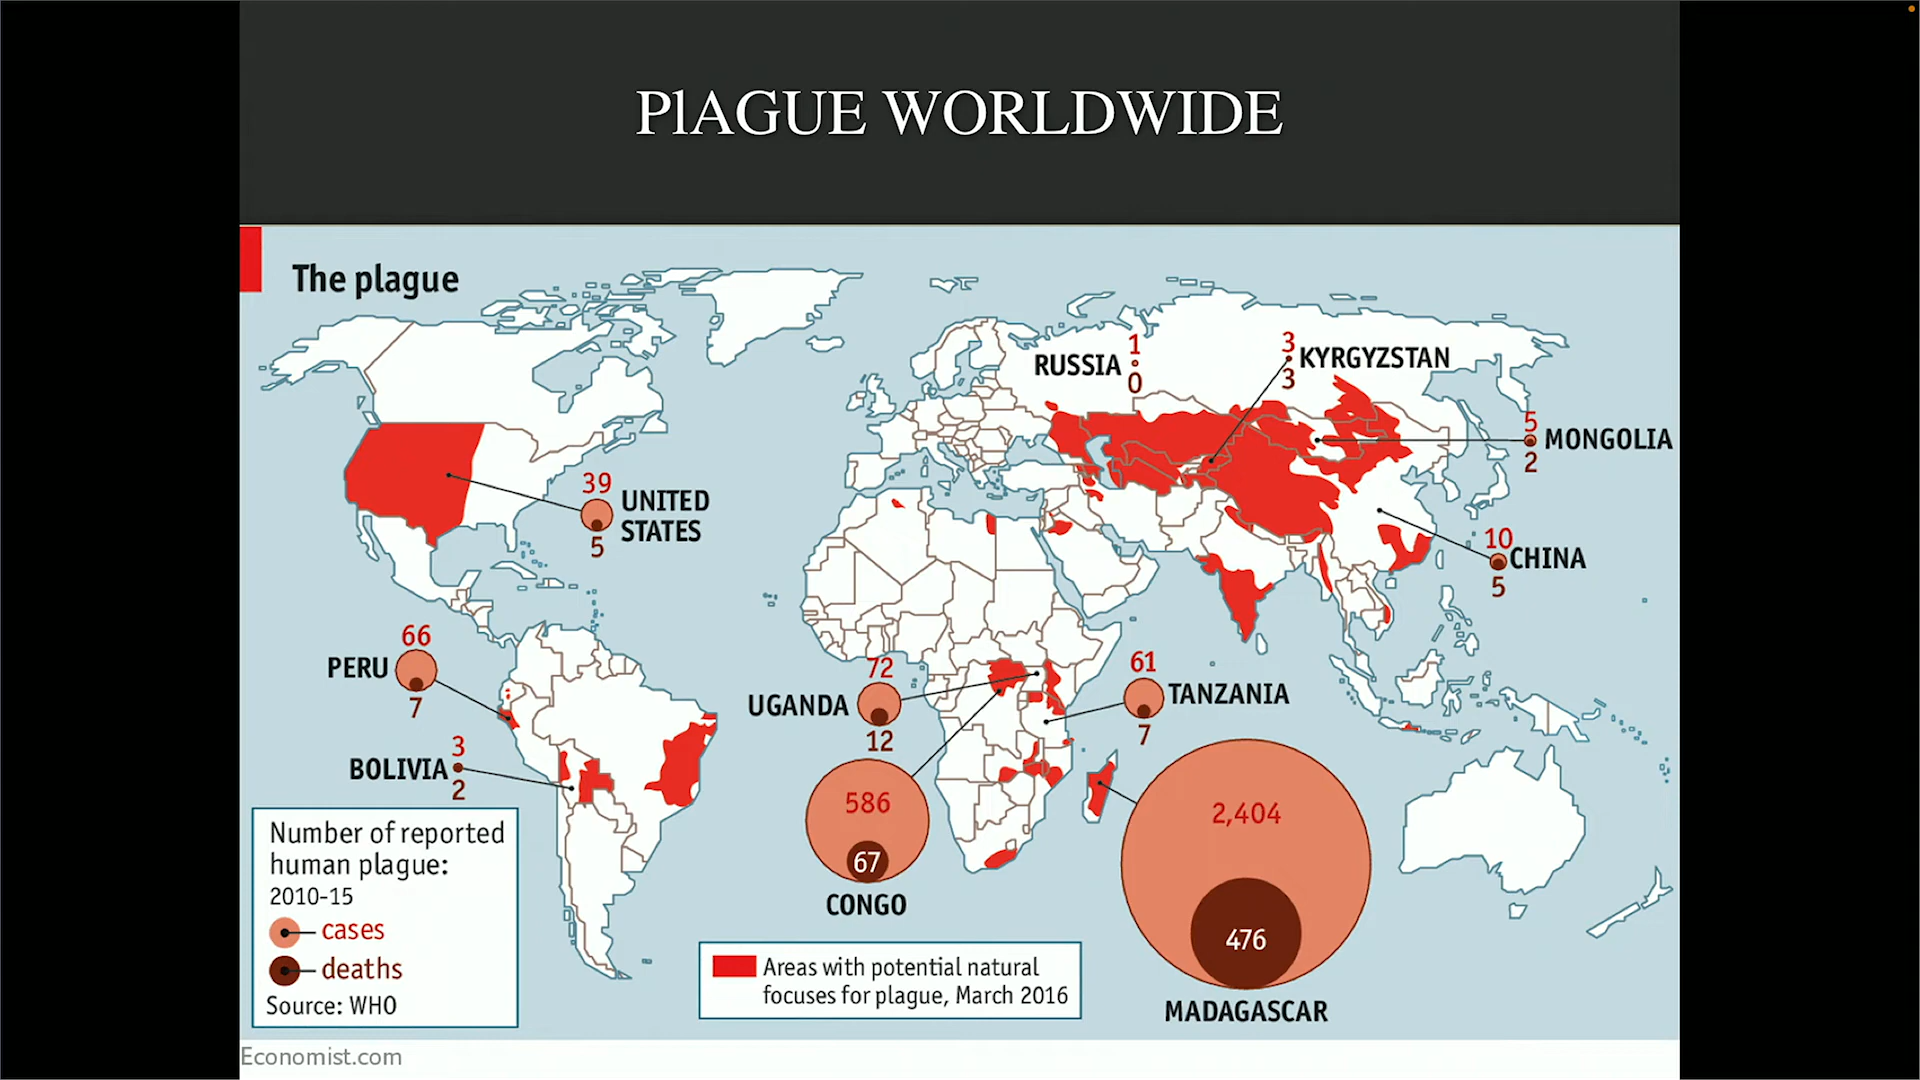 PlAGUE WORLDWIDE
The plague
RUSSIA
1
0
3
KYRGYZSTAN
3
5
MONGOLIA
2
39
UNITED
STATES
5
10
CHINA
5
66
PERU
7
72
UGANDA
12
61
TANZANIA
7
3
BOLIVIA
2
586
67
CONGO
2,404
476
MADAGASCAR
Number of reported
human plague:
2010-15
cases
deaths
Source: WHO
Areas with potential natural
focuses for plague, March 2016
Economist.com